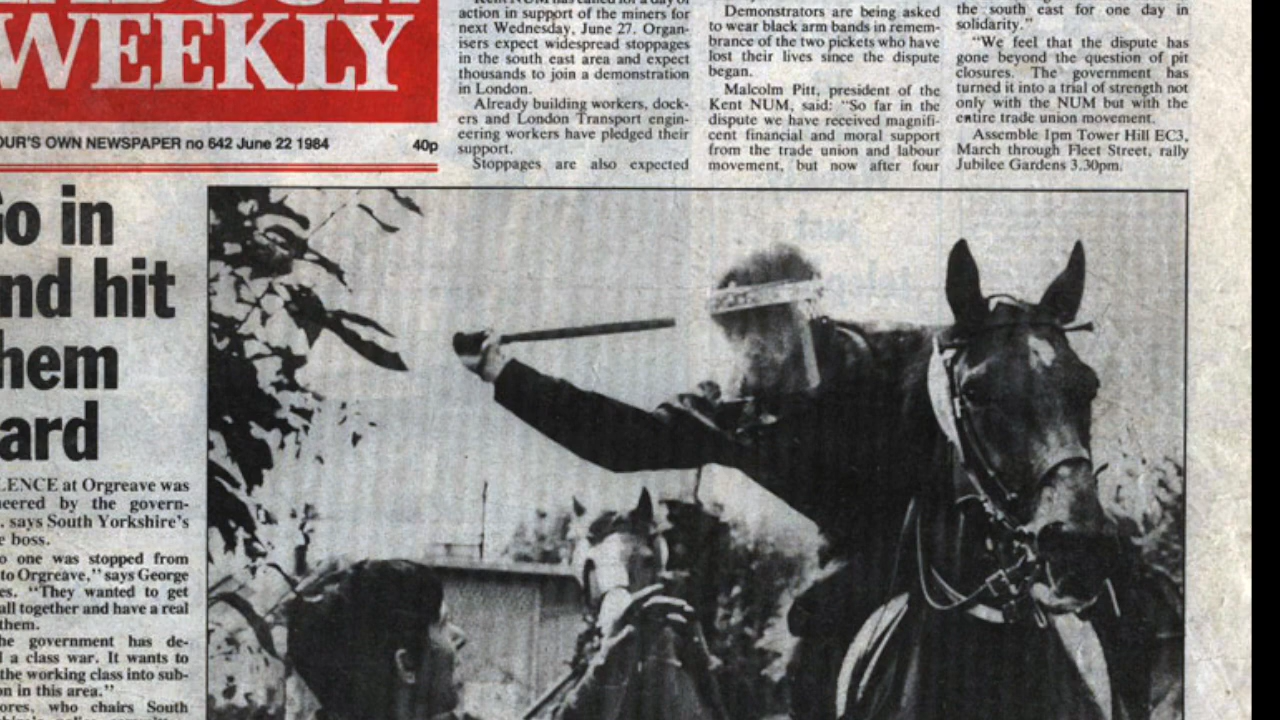 WEEKLY
OUR'S OWN NEWSPAPER no 642 June 22 1984 40p
Kent NUM has called for a day of
action in support of the miners for
next Wednesday, June 27. Organ-
isers expect widespread stoppages
in the south east area and expect
thousands to join a demonstration
in London.
Already building workers, dock-
ers and London Transport engin-
eering workers have pledged their
support.
Stoppages are also expected
Demonstrators are being asked
to wear black arm bands in remem-
brance of the two pickets who have
lost their lives since the dispute
began.
Malcolm Pitt, president of the
Kent NUM, said: "So far in the
dispute we have received magnifi-
cent financial and moral support
from the trade union and labour
movement, but now after four
the south east for one day in
solidarity."
"We feel that the dispute has
gone beyond the question of pit
closures. The government has
turned it into a trial of strength not
only with the NUM but with the
entire trade union movement.
Assemble 1pm Tower Hill EC3,
March through Fleet Street, rally
Jubilee Gardens 3.30pm.
Go in
nd hit
hem
ard
LENCE at Orgreave was
neered by the govern-
. says South Yorkshire's
e boss.
o one was stopped from
to Orgreave," says George
es. "They wanted to get
all together and have a real
them.
he government has de-
d a class war. It wants to
the working class into sub-
on in this area."
ores, who chairs South